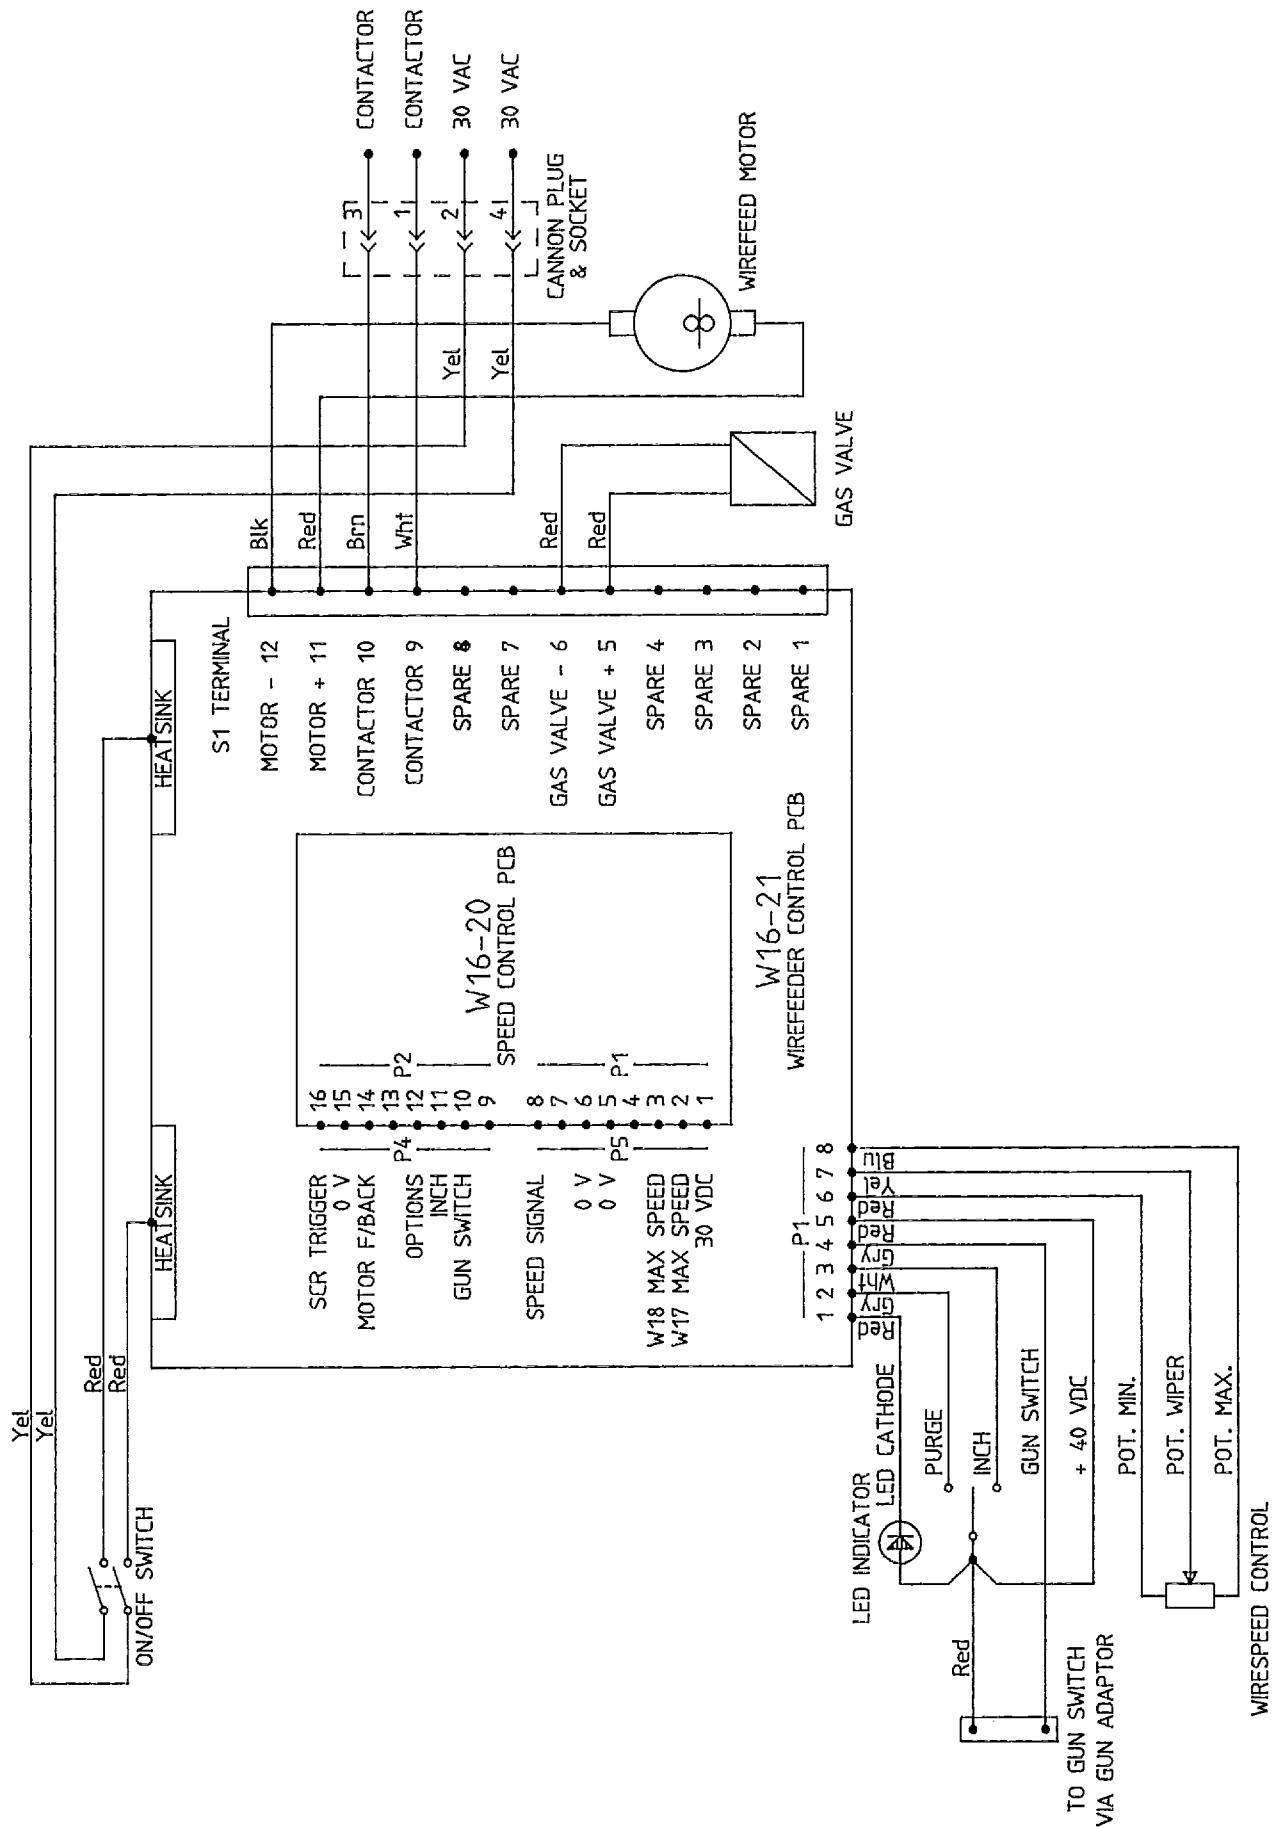 Yel
Yel
Red
Red
ON/OFF SWITCH
HEATSINK
HEATSINK
S1 TERMINAL
MOTOR - 12
MOTOR + 11
CONTACTOR 10
CONTACTOR 9
SPARE 8
SPARE 7
GAS VALVE - 6
GAS VALVE + 5
SPARE 4
SPARE 3
SPARE 2
SPARE 1
Blk
Red
Brn
Wht
Red
Red
Yel
Yel
CONTACTOR
CONTACTOR
30 VAC
30 VAC
3
1
2
4
CANNON PLUG
& SOCKET
WIREFEED MOTOR
GAS VALVE
W16-20
SPEED CONTROL PCB
W16-21
WIREFEEDER CONTROL PCB
P2
P1
16
15
14
13
12
11
10
9
8
7
6
5
4
3
2
1
P4
P5
SCR TRIGGER
0 V
MOTOR F/BACK
OPTIONS
INCH
GUN SWITCH
SPEED SIGNAL
0 V
0 V
W18 MAX SPEED
W17 MAX SPEED
30 VDC
P1
1 2 3 4 5 6 7 8
Red
Gry
Wht
Gry
Red
Red
Yel
Blu
LED INDICATOR
LED CATHODE
PURGE
INCH
GUN SWITCH
+ 40 VDC
POT. MIN.
POT. WIPER
POT. MAX.
Red
TO GUN SWITCH
VIA GUN ADAPTOR
WIRESPEED CONTROL